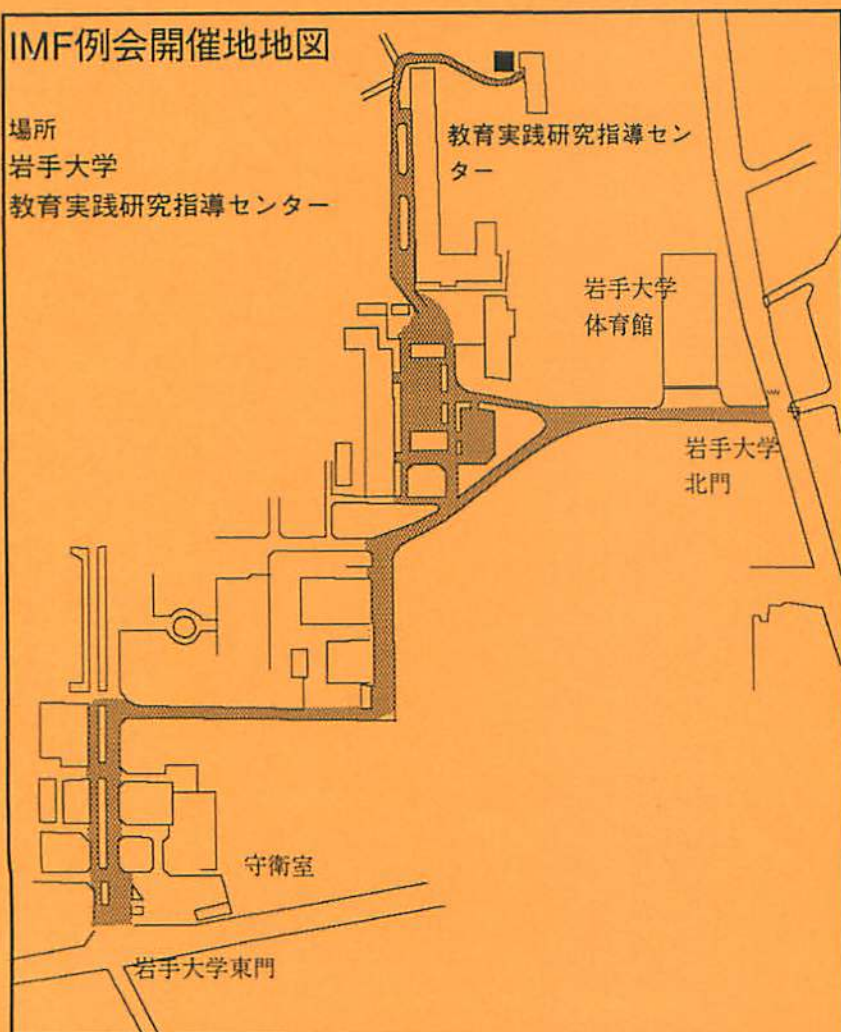 IMF例会開催地地図
場所
岩手大学
教育実践研究指導センター
教育実践研究指導セン
ター
岩手大学
体育館
岩手大学
北門
守衛室
岩手大学東門